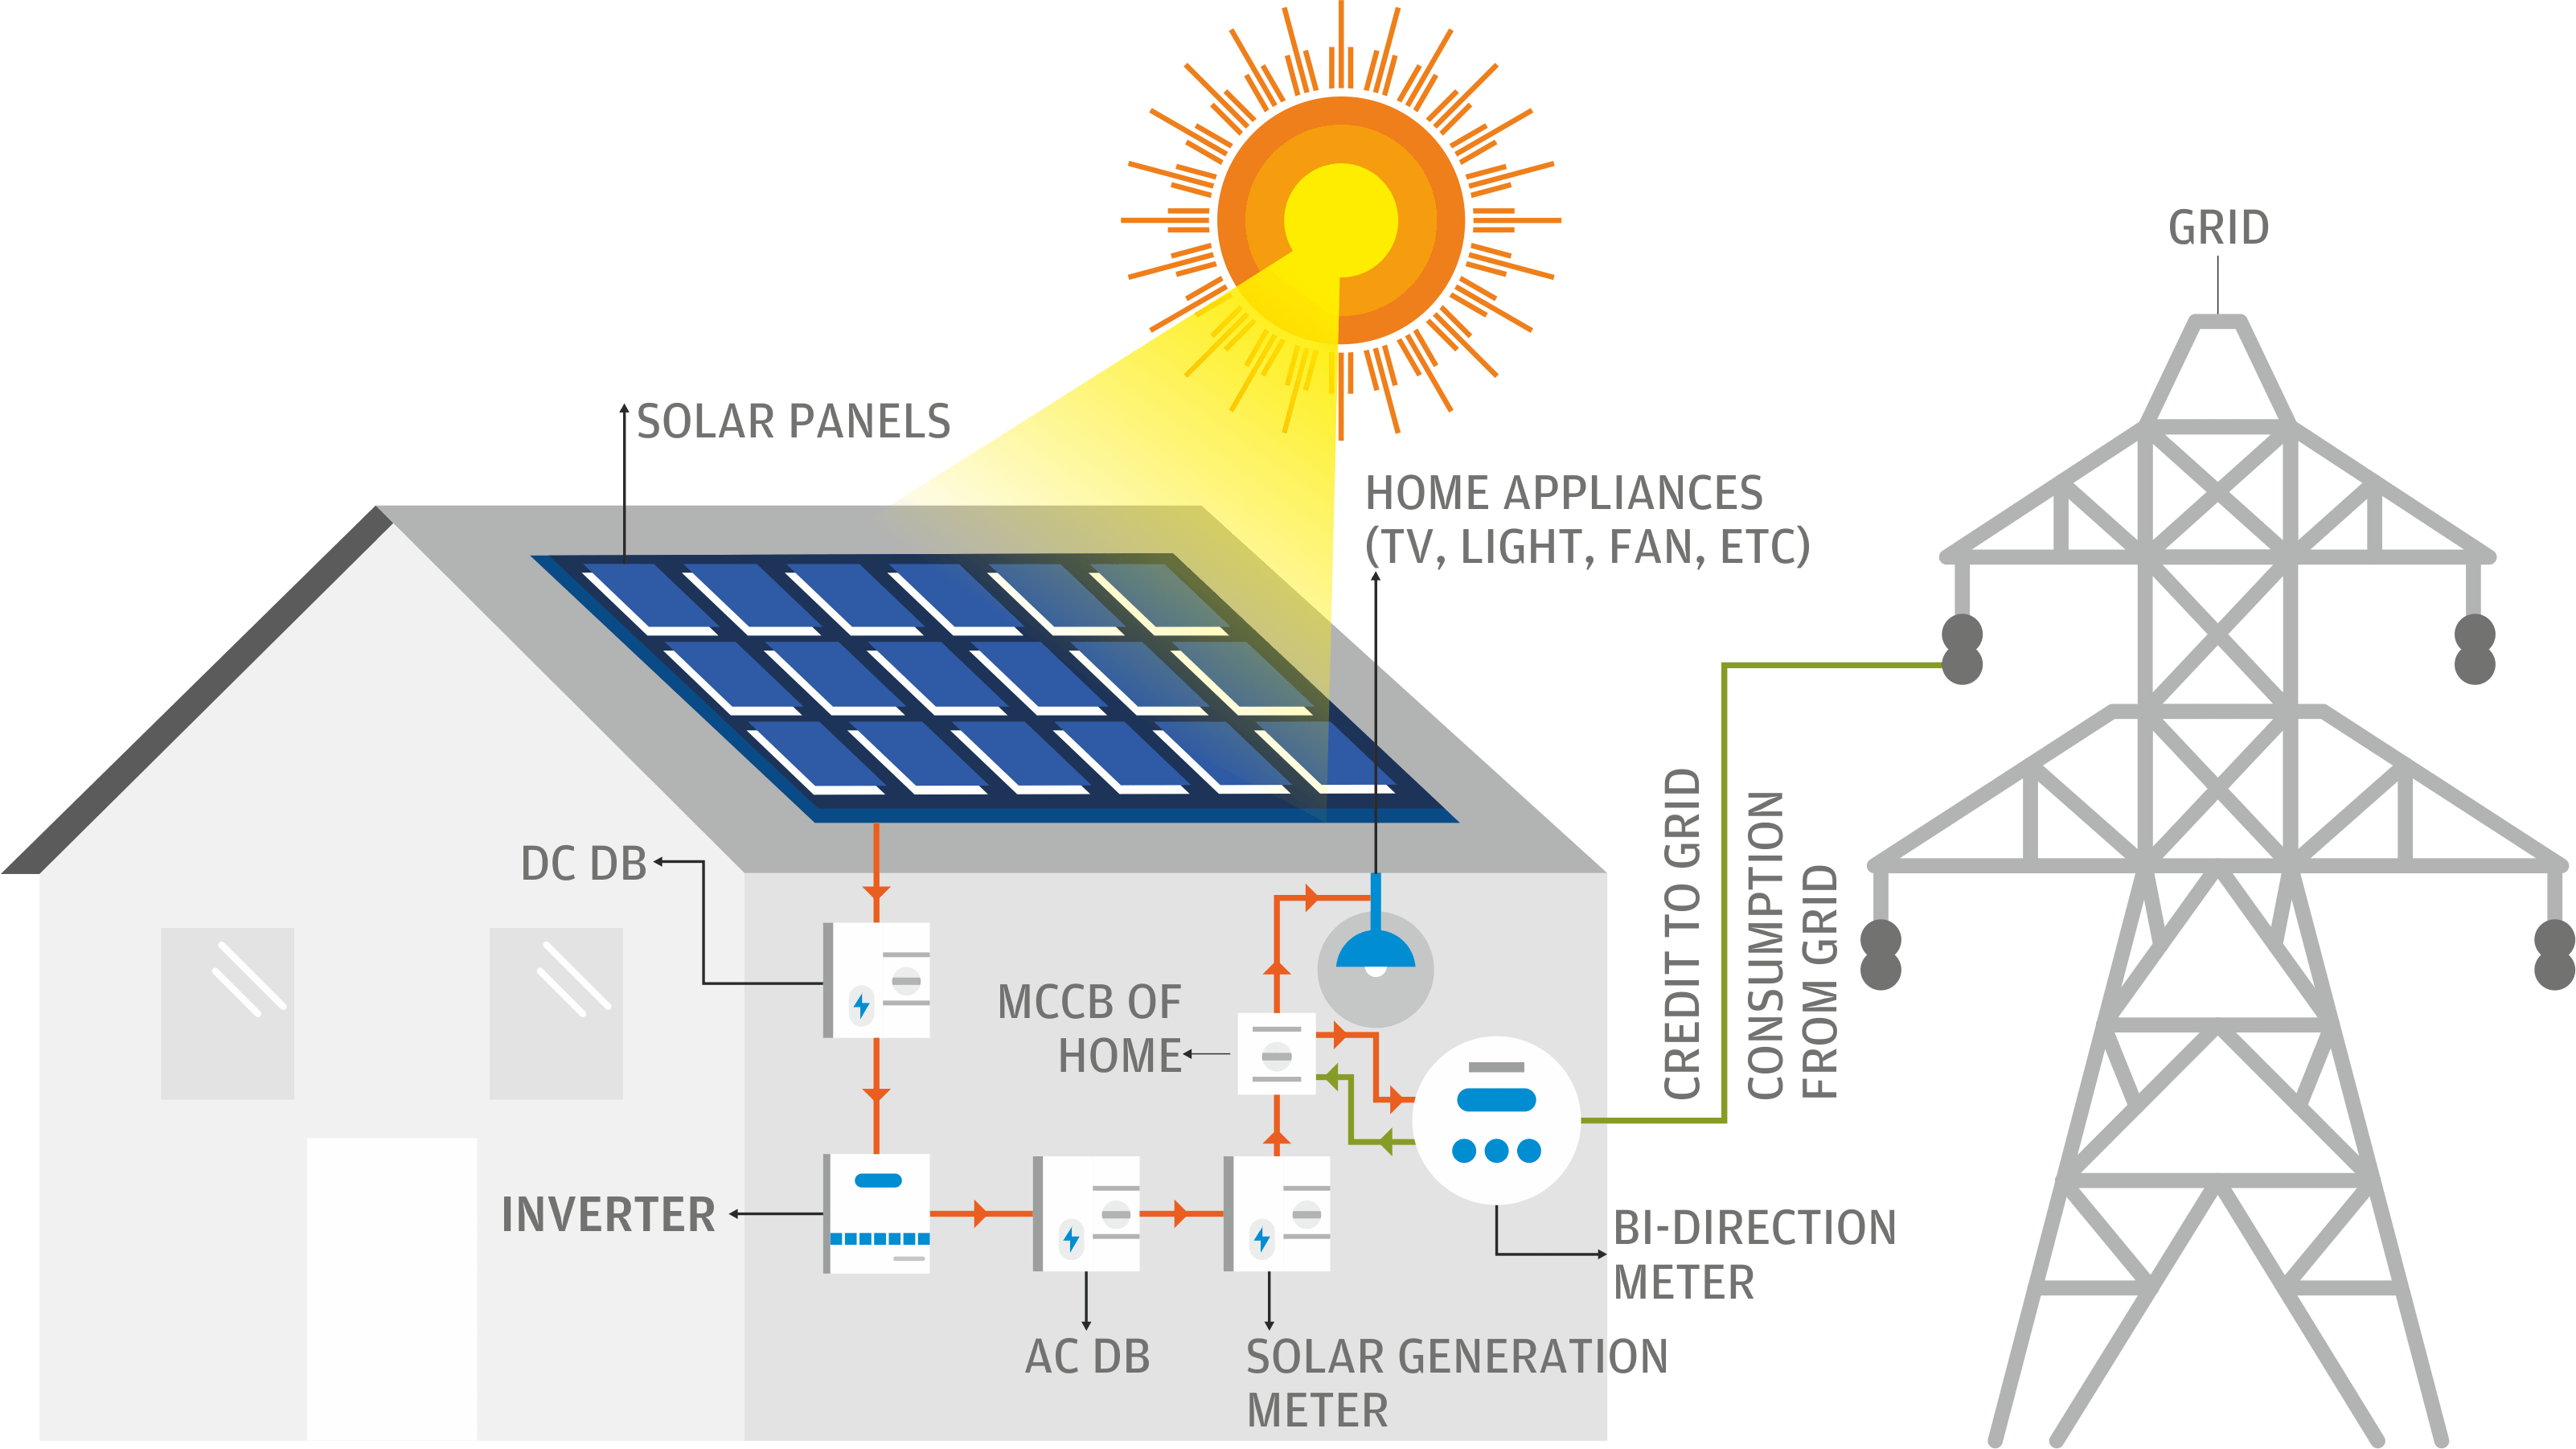 GRID
SOLAR PANELS
HOME APPLIANCES
(TV, LIGHT, FAN, ETC)
DC DB
MCCB OF
HOME
CREDIT TO GRID
CONSUMPTION
FROM GRID
INVERTER
BI-DIRECTION
METER
AC DB
SOLAR GENERATION
METER